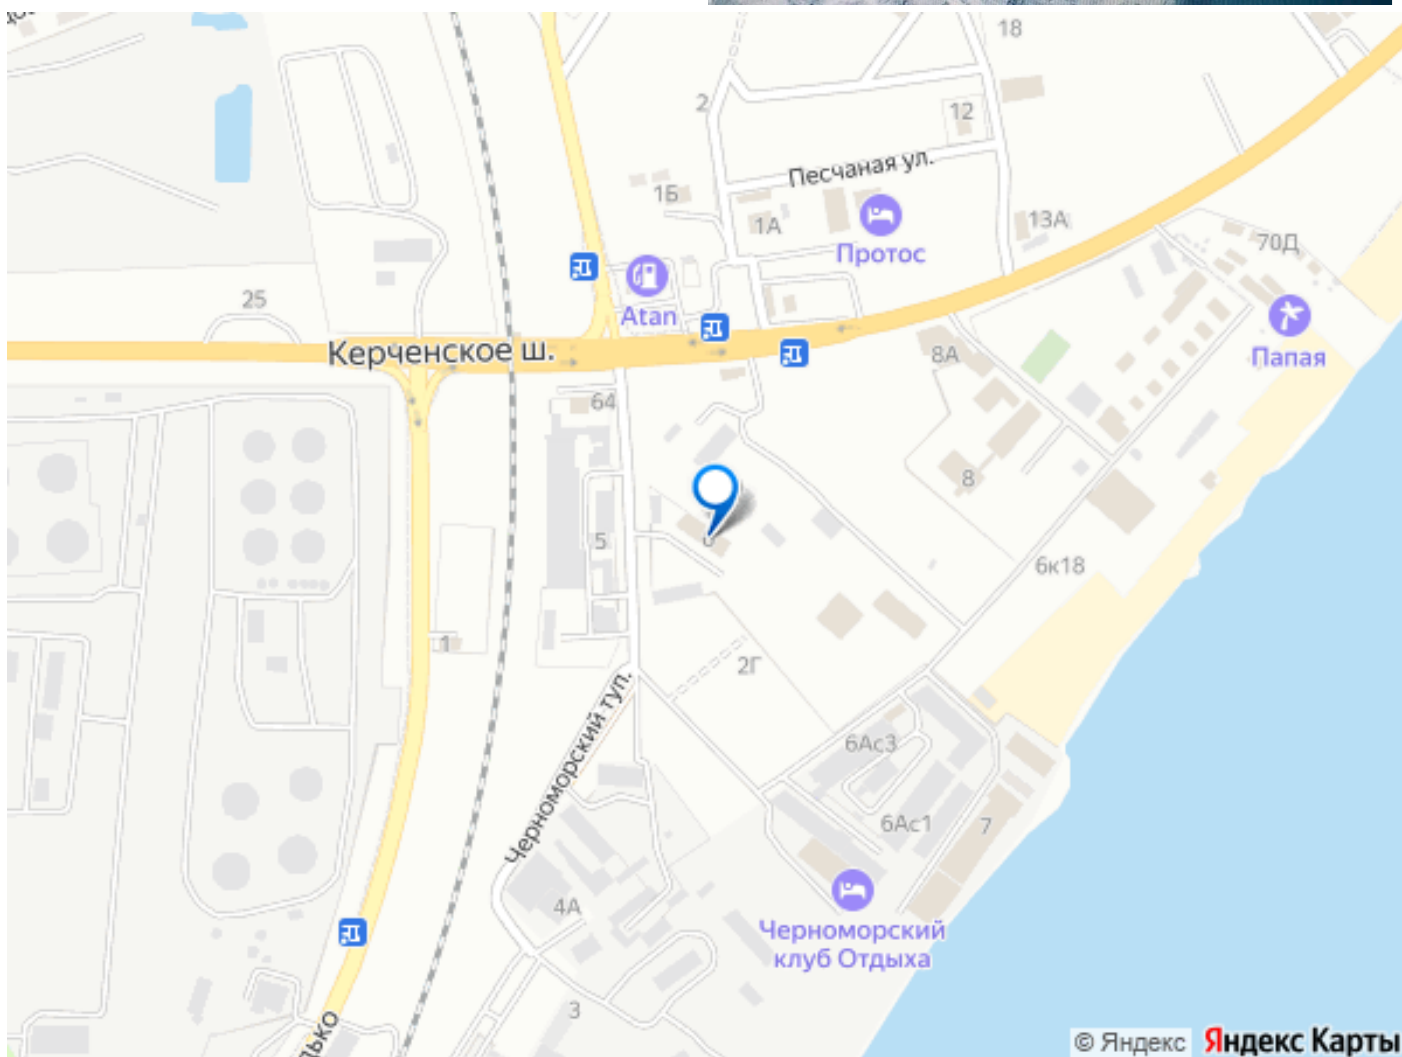 18
2
12
Песчаная ул.
1Б
1А
13А
Протос
70Д
25
Atan
Керченское ш.
8А
Папая
64
8
5
6к18
1
2Г
Черноморский туп.
6Ас3
6Ас1
7
4А
Черноморский
клуб Отдыха
3
© Яндекс Яндекс Карты